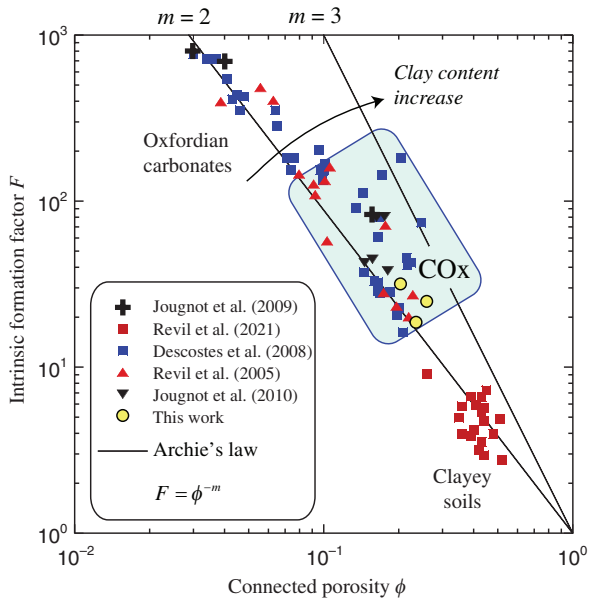 m = 2
m = 3
10³
Clay content
increase
Oxfordian
carbonates
10²
COx
Intrinsic formation factor F
Jougnot et al. (2009)
Revil et al. (2021)
Descostes et al. (2008)
Revil et al. (2005)
Jougnot et al. (2010)
This work
Archie's law
F = ϕ⁻ᵐ
10¹
Clayey
soils
10⁰
10⁻²
10⁻¹
10⁰
Connected porosity ϕ